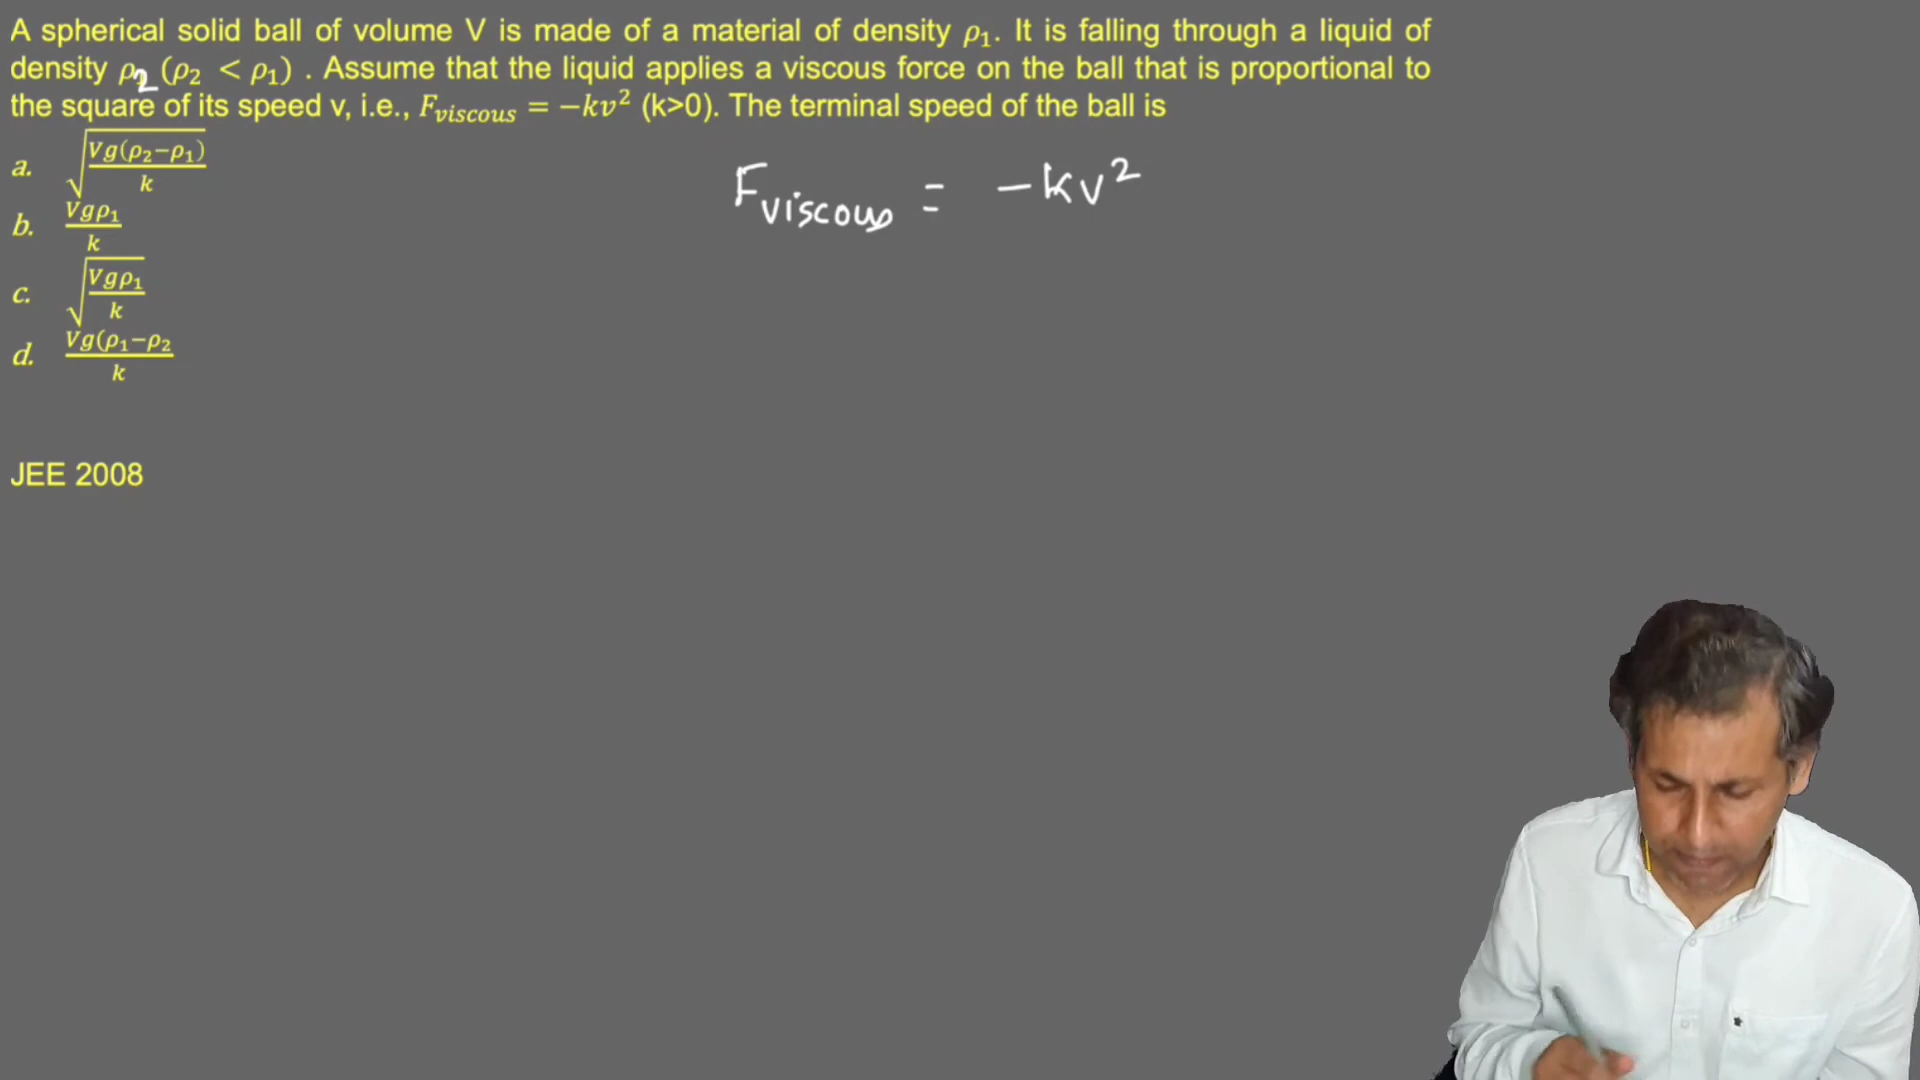 A spherical solid ball of volume V is made of a material of density ρ₁. It is falling through a liquid of
density ρ₂ (ρ₂ < ρ₁) . Assume that the liquid applies a viscous force on the ball that is proportional to
the square of its speed v, i.e., F_viscous = −kv² (k>0). The terminal speed of the ball is
a. √(Vg(ρ₂−ρ₁)/k)
b. Vgρ₁/k
c. √(Vgρ₁/k)
d. Vg(ρ₁−ρ₂/k
F_viscous = −kv²
JEE 2008